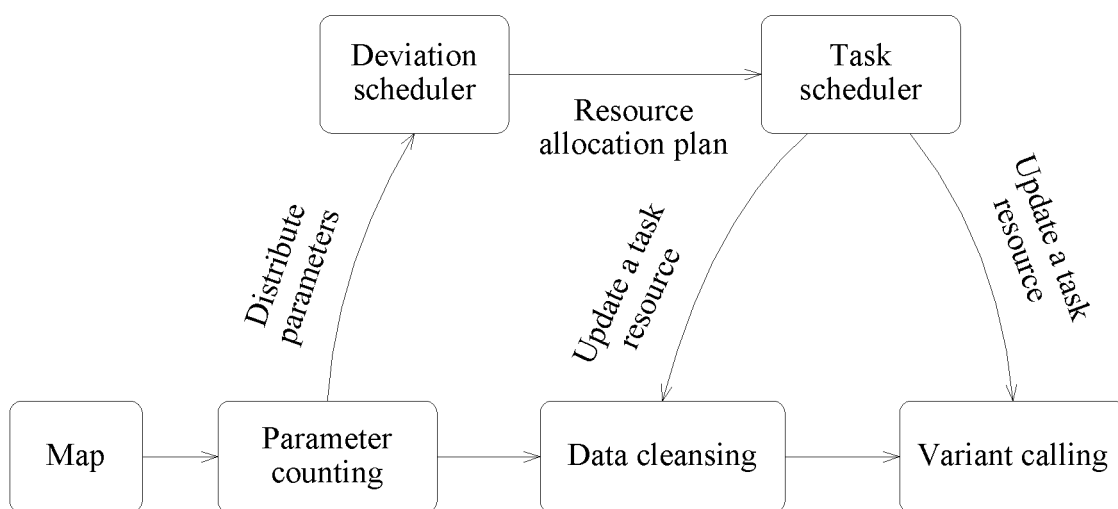 Deviation
scheduler
Task
scheduler
Resource
allocation plan
Distribute
parameters
Update a task
resource
Update a task
resource
Map
Parameter
counting
Data cleansing
Variant calling